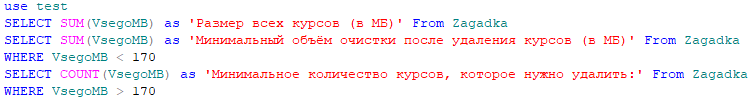 use test
SELECT SUM(VsegoMB) as 'Размер всех курсов (в МБ)' From Zagadka
SELECT SUM(VsegoMB) as 'Минимальный объём очистки после удаления курсов (в МБ)' From Zagadka
WHERE VsegoMB < 170
SELECT COUNT(VsegoMB) as 'Минимальное количество курсов, которое нужно удалить:' From Zagadka
WHERE VsegoMB > 170